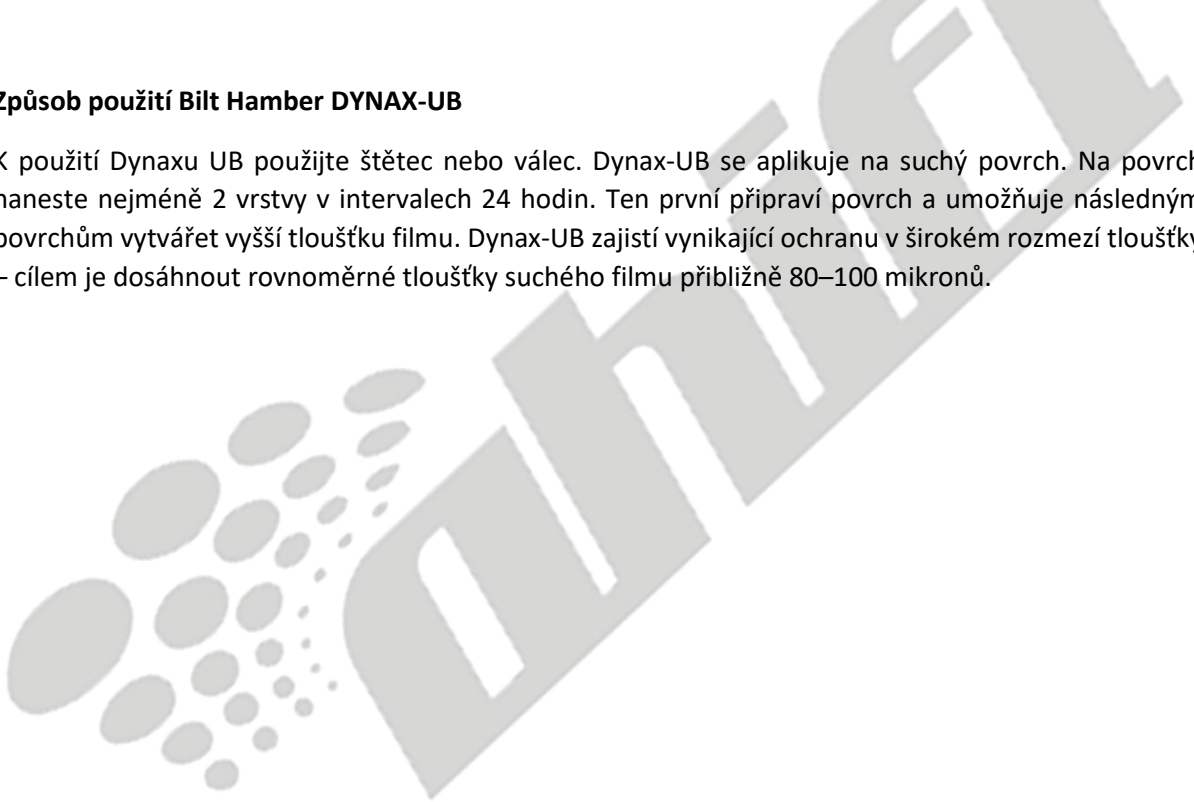 Způsob použití Bilt Hamber DYNAX-UB
K použití Dynaxu UB použijte štětec nebo válec. Dynax-UB se aplikuje na suchý povrch. Na povrch
naneste nejméně 2 vrstvy v intervalech 24 hodin. Ten první připraví povrch a umožňuje následným
povrchům vytvářet vyšší tloušťku filmu. Dynax-UB zajistí vynikající ochranu v širokém rozmezí tloušťky
– cílem je dosáhnout rovnoměrné tloušťky suchého filmu přibližně 80–100 mikronů.
ahifi